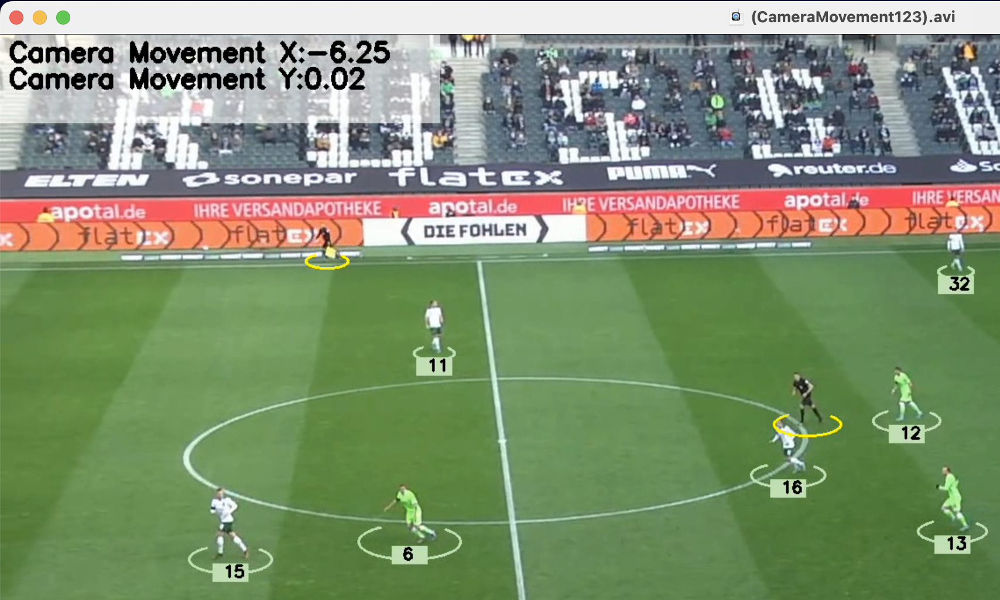 (CameraMovement123).avi
Camera Movement X:-6.25
Camera Movement Y:0.02
ELTEN sonepar flatEX PUMA reuter.de
apotal.de IHRE VERSANDAPOTHEKE apotal.de IHRE VERSANDAPOTHEKE apotal.de IHRE VERSAN
flatEX flatEX DIE FOHLEN flatEX flatEX flatEX
32
11
12
16
13
6
15